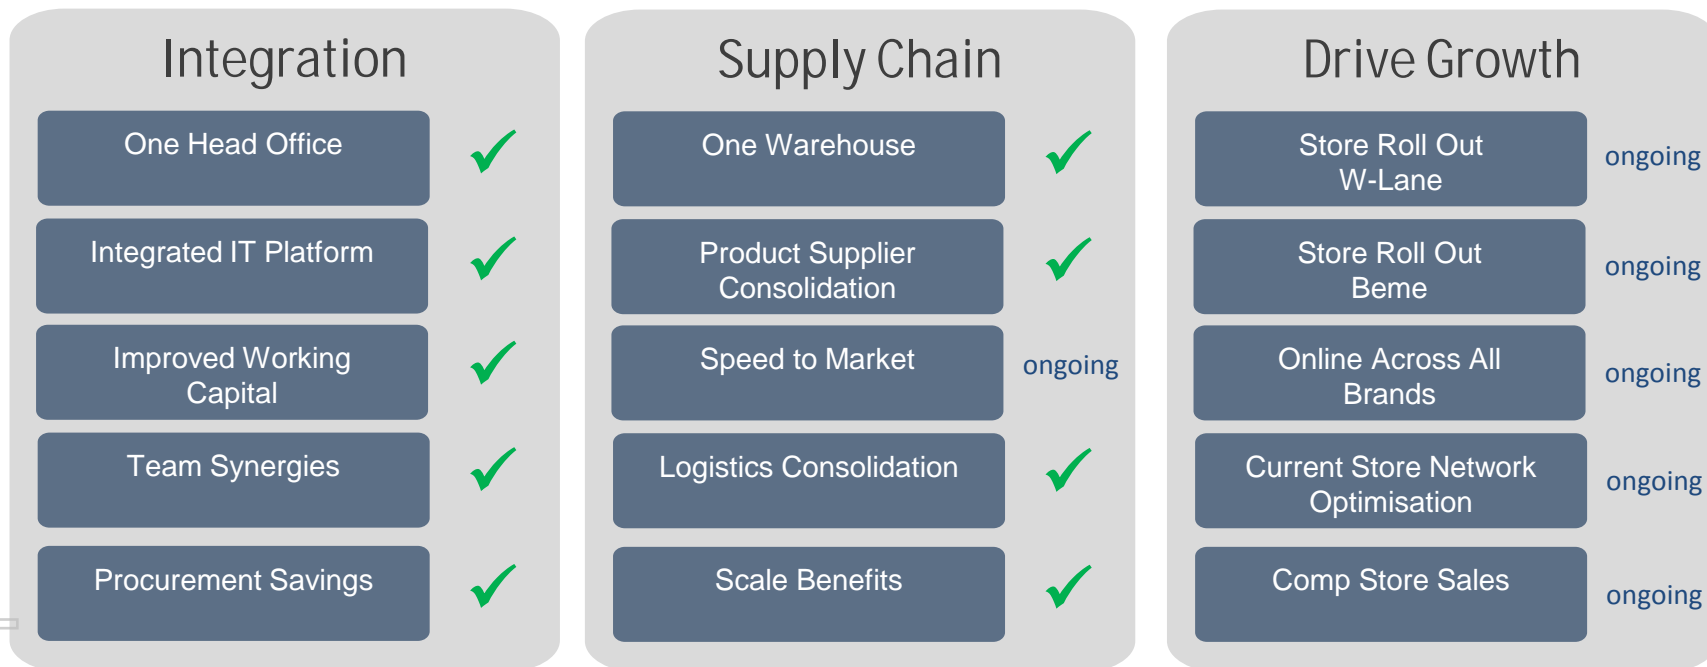 Integration
One Head Office
Integrated IT Platform
Improved Working
Capital
Team Synergies
Procurement Savings
Supply Chain
One Warehouse
Product Supplier
Consolidation
Speed to Market
ongoing
Logistics Consolidation
Scale Benefits
Drive Growth
Store Roll Out
W-Lane
ongoing
Store Roll Out
Beme
ongoing
Online Across All
Brands
ongoing
Current Store Network
Optimisation
ongoing
Comp Store Sales
ongoing